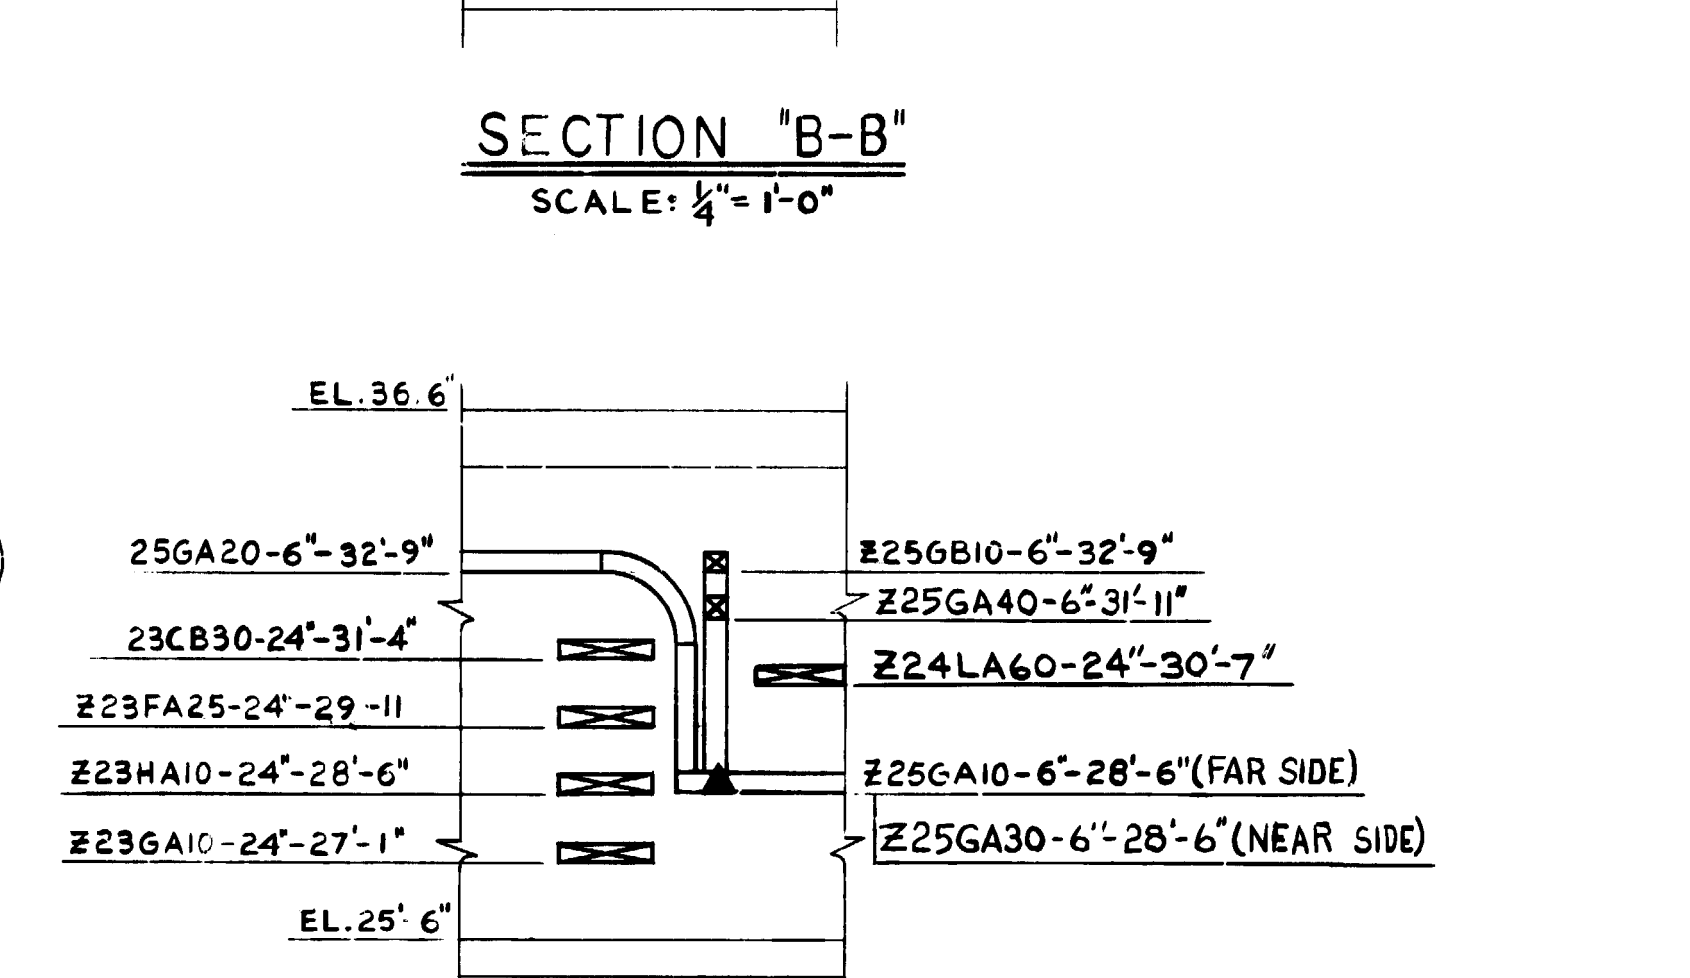 SECTION "B-B"
SCALE: 1/4"= 1'-0"
EL.36.6"
25GA20-6"-32'-9"
Z25GB10-6"-32'-9"
Z25GA40-6"-31'-11"
23CB30-24"-31'-4"
Z24LA60-24"-30'-7"
Z23FA25-24"-29 -11
Z23HA10-24"-28'-6"
Z25GA10-6"-28'-6"(FAR SIDE)
Z23GA10-24"-27'-1"
Z25GA30-6"-28'-6"(NEAR SIDE)
EL.25'-6"